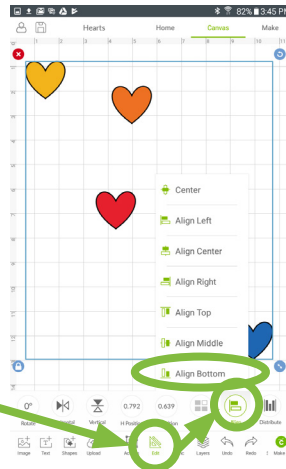 82% 3:45 PM
Hearts Home Canvas Make
Center
Align Left
Align Center
Align Right
Align Top
Align Middle
Align Bottom
0° 0.792 0.639
Rotate Vertical H Position Distribute
Image Text Shapes Upload Edit Layers Undo Redo Make